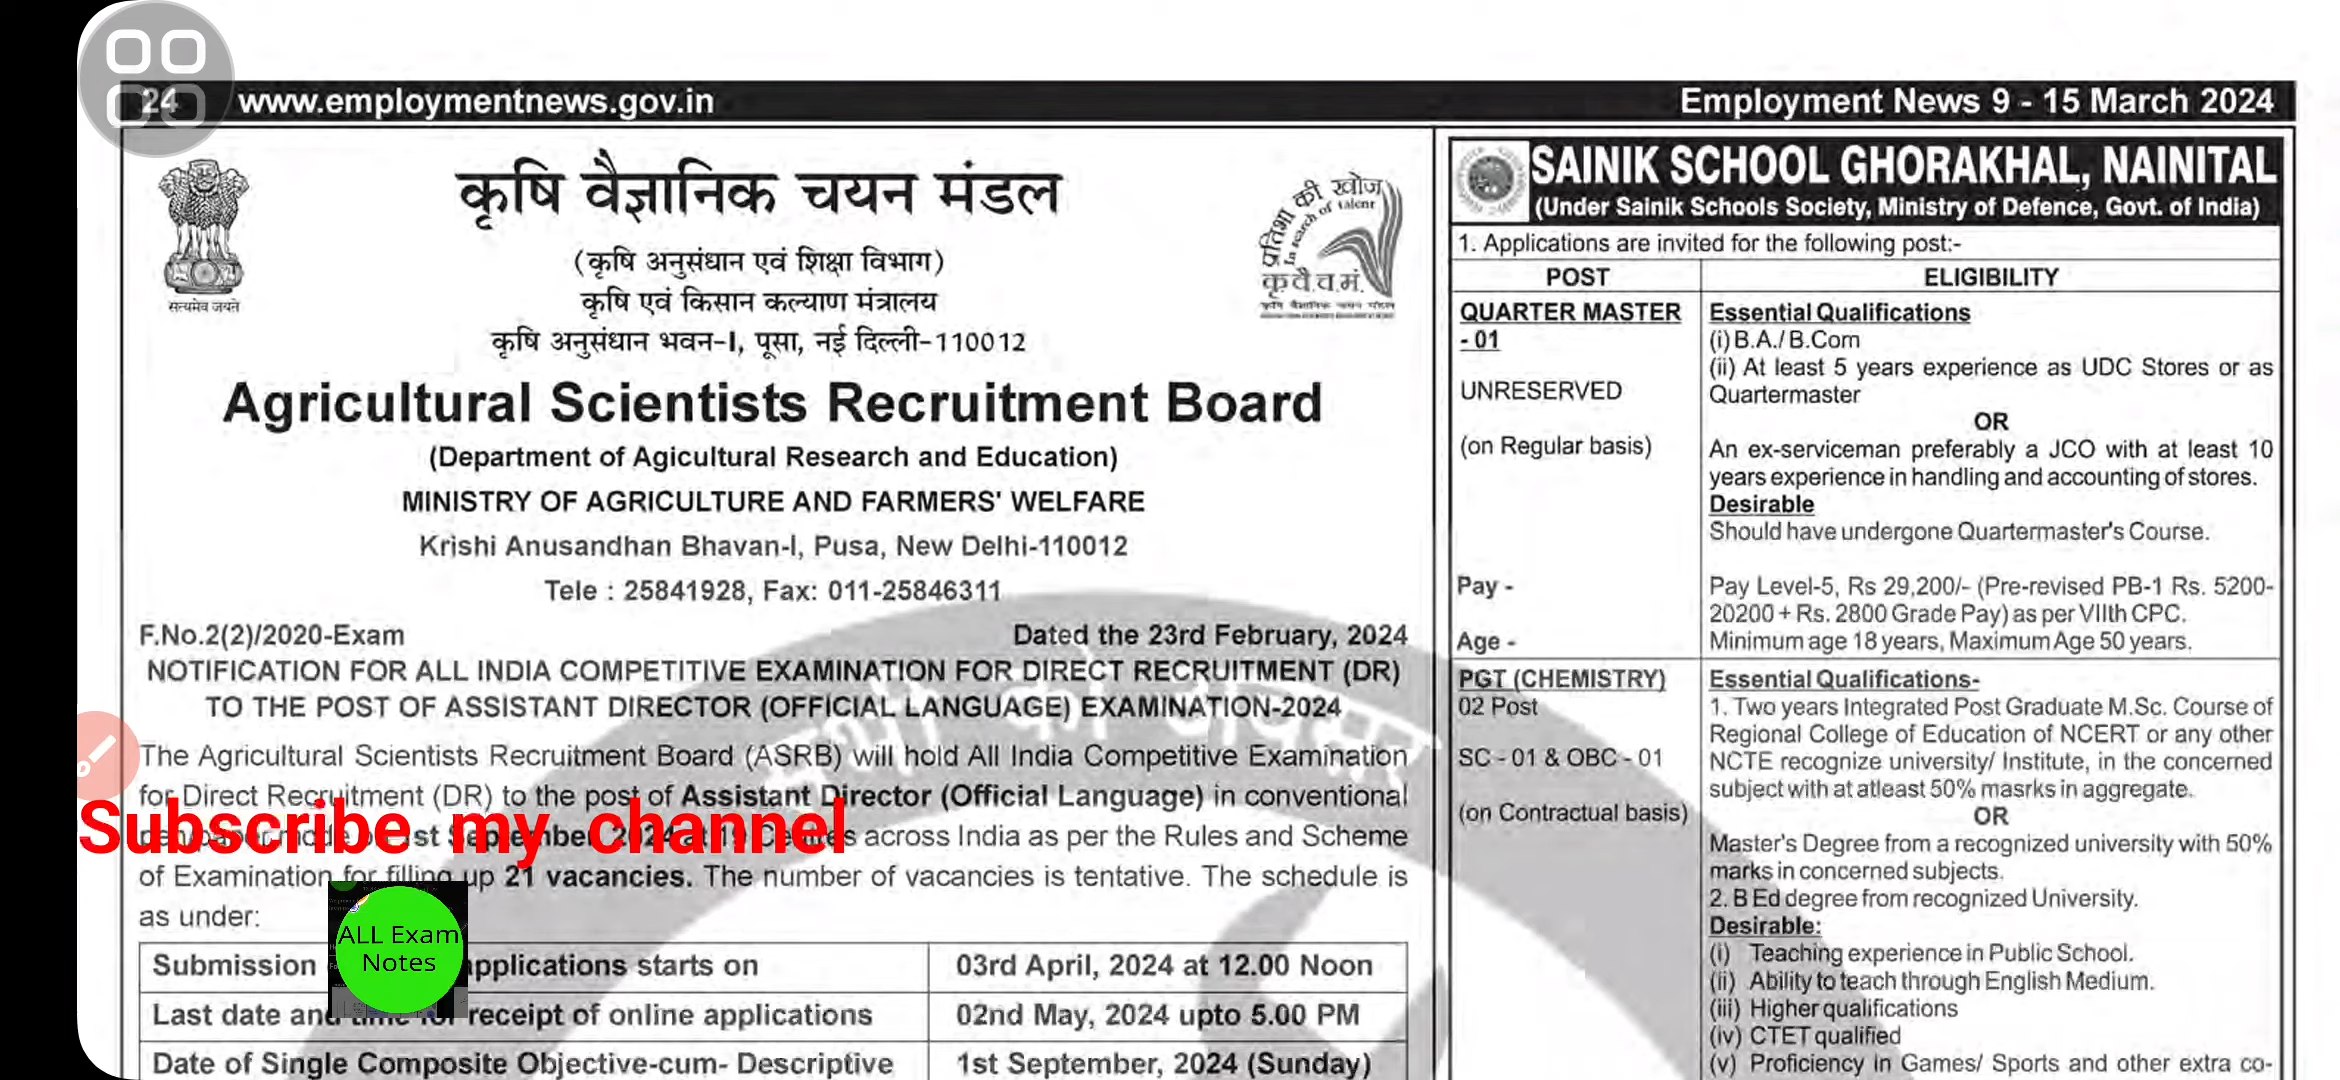 24 www.employmentnews.gov.in
Employment News 9 - 15 March 2024
सत्यमेव जयते
कृषि वैज्ञानिक चयन मंडल
(कृषि अनुसंधान एवं शिक्षा विभाग)
कृषि एवं किसान कल्याण मंत्रालय
कृषि अनुसंधान भवन-I, पूसा, नई दिल्ली-110012
प्रतिभा की खोज
In search of talent
कृ.वै.च.मं.
कृषि वैज्ञानिक चयन मंडल
Agricultural Scientists Recruitment Board
(Department of Agicultural Research and Education)
MINISTRY OF AGRICULTURE AND FARMERS' WELFARE
Krishi Anusandhan Bhavan-I, Pusa, New Delhi-110012
Tele : 25841928, Fax: 011-25846311
F.No.2(2)/2020-Exam Dated the 23rd February, 2024
NOTIFICATION FOR ALL INDIA COMPETITIVE EXAMINATION FOR DIRECT RECRUITMENT (DR)
TO THE POST OF ASSISTANT DIRECTOR (OFFICIAL LANGUAGE) EXAMINATION-2024
The Agricultural Scientists Recruitment Board (ASRB) will hold All India Competitive Examination
for Direct Recruitment (DR) to the post of Assistant Director (Official Language) in conventional
September 2024 at 19 Centres across India as per the Rules and Scheme
Subscribe my channel
of Examination for filling up 21 vacancies. The number of vacancies is tentative. The schedule is
as under:
ALL Exam
Notes
Submission applications starts on 03rd April, 2024 at 12.00 Noon
Last date and time for receipt of online applications 02nd May, 2024 upto 5.00 PM
Date of Single Composite Objective-cum- Descriptive 1st September, 2024 (Sunday)
SAINIK SCHOOL GHORAKHAL, NAINITAL
(Under Sainik Schools Society, Ministry of Defence, Govt. of India)
1. Applications are invited for the following post:-
POST ELIGIBILITY
QUARTER MASTER
- 01
UNRESERVED
(on Regular basis)
Essential Qualifications
(i) B.A./ B.Com
(ii) At least 5 years experience as UDC Stores or as
Quartermaster
OR
An ex-serviceman preferably a JCO with at least 10
years experience in handling and accounting of stores.
Desirable
Should have undergone Quartermaster's Course.
Pay - Pay Level-5, Rs 29,200/- (Pre-revised PB-1 Rs. 5200-
20200 + Rs. 2800 Grade Pay) as per VIIth CPC.
Age - Minimum age 18 years, Maximum Age 50 years.
PGT (CHEMISTRY)
02 Post
SC - 01 & OBC - 01
(on Contractual basis)
Essential Qualifications-
1. Two years Integrated Post Graduate M.Sc. Course of
Regional College of Education of NCERT or any other
NCTE recognize university/ Institute, in the concerned
subject with at atleast 50% masrks in aggregate.
OR
Master's Degree from a recognized university with 50%
marks in concerned subjects.
2. B Ed degree from recognized University.
Desirable:
(i) Teaching experience in Public School.
(ii) Ability to teach through English Medium.
(iii) Higher qualifications
(iv) CTET qualified
(v) Proficiency in Games/ Sports and other extra co-